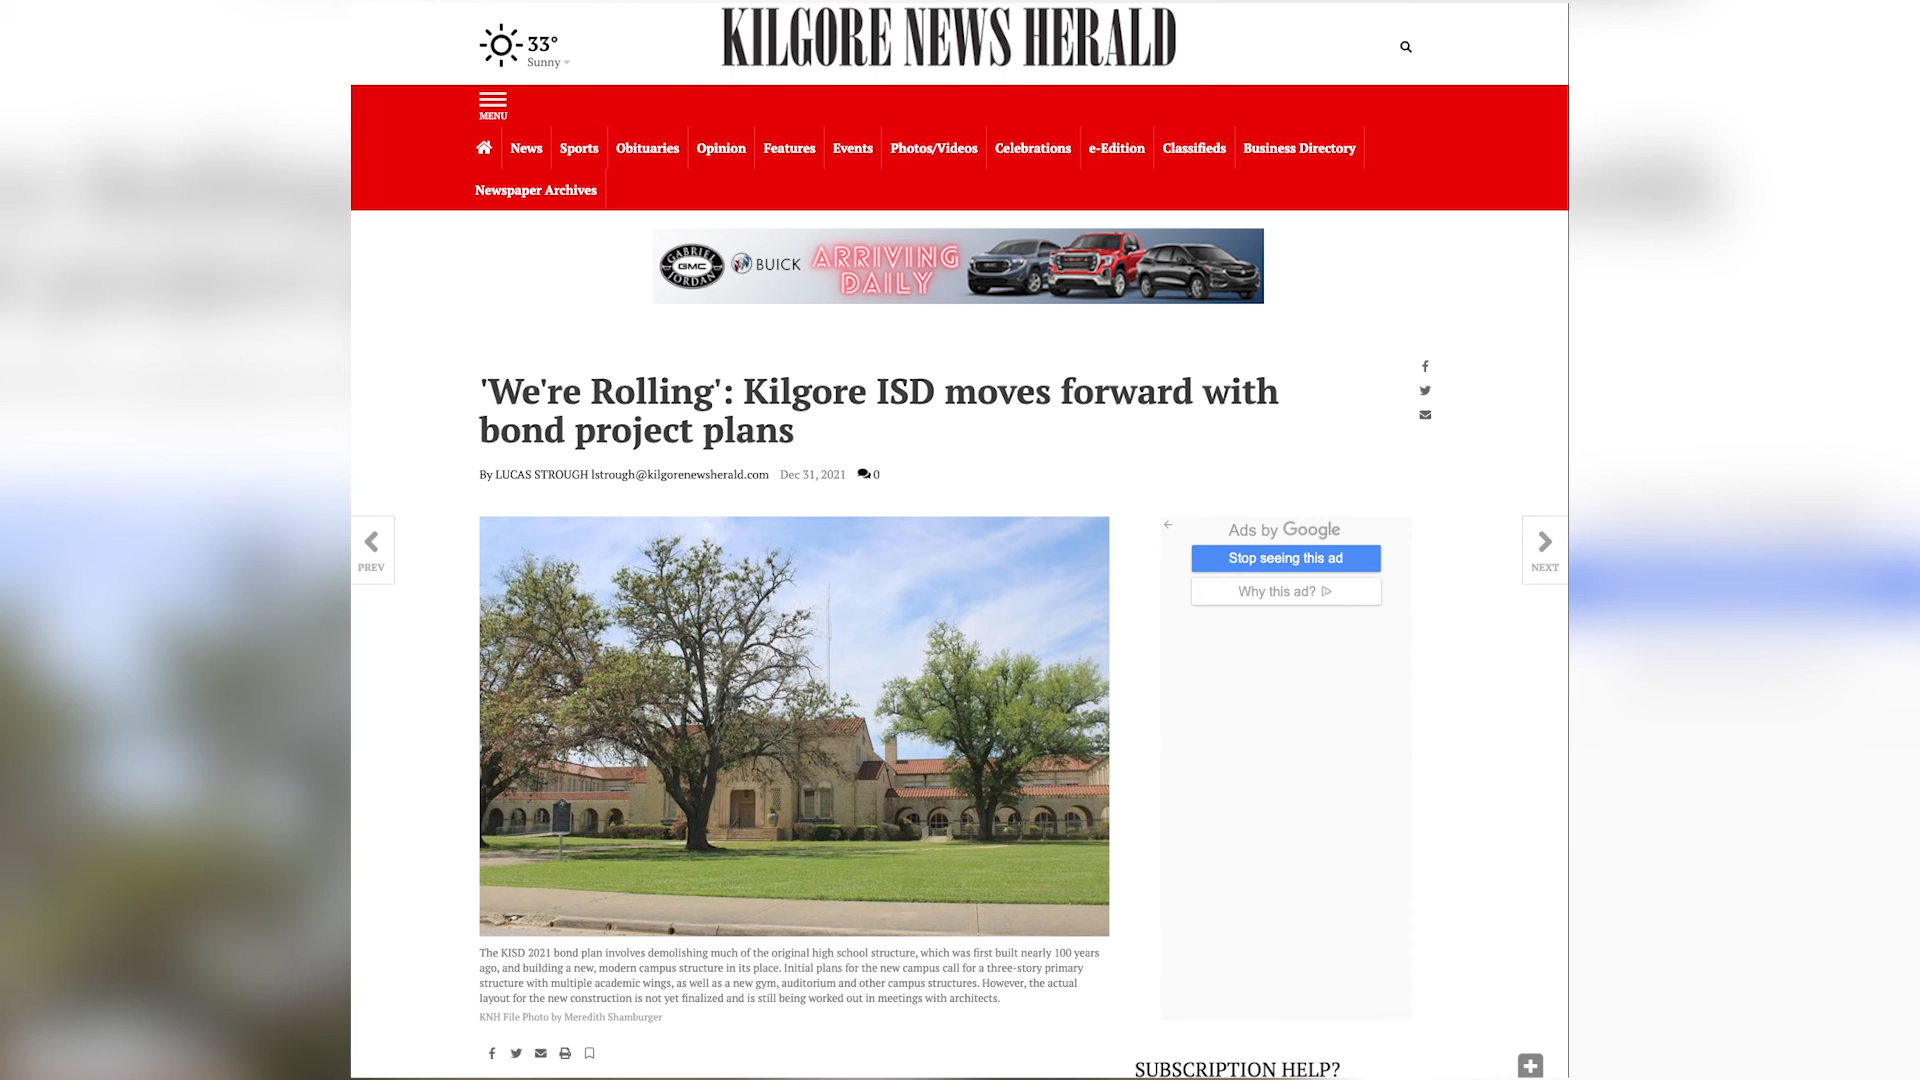 KILGORE NEWS HERALD
33°
Sunny
MENU
News Sports Obituaries Opinion Features Events Photos/Videos Celebrations e-Edition Classifieds Business Directory
Newspaper Archives
GABRIEL GMC JORDAN
BUICK
ARRIVING
DAILY
'We're Rolling': Kilgore ISD moves forward with
bond project plans
By LUCAS STROUGH lstrough@kilgorenewsherald.com Dec 31, 2021 0
PREV
NEXT
Ads by Google
Stop seeing this ad
Why this ad?
The KISD 2021 bond plan involves demolishing much of the original high school structure, which was first built nearly 100 years
ago, and building a new, modern campus structure in its place. Initial plans for the new campus call for a three-story primary
structure with multiple academic wings, as well as a new gym, auditorium and other campus structures. However, the actual
layout for the new construction is not yet finalized and is still being worked out in meetings with architects.
KNH File Photo by Meredith Shamburger
SUBSCRIPTION HELP?